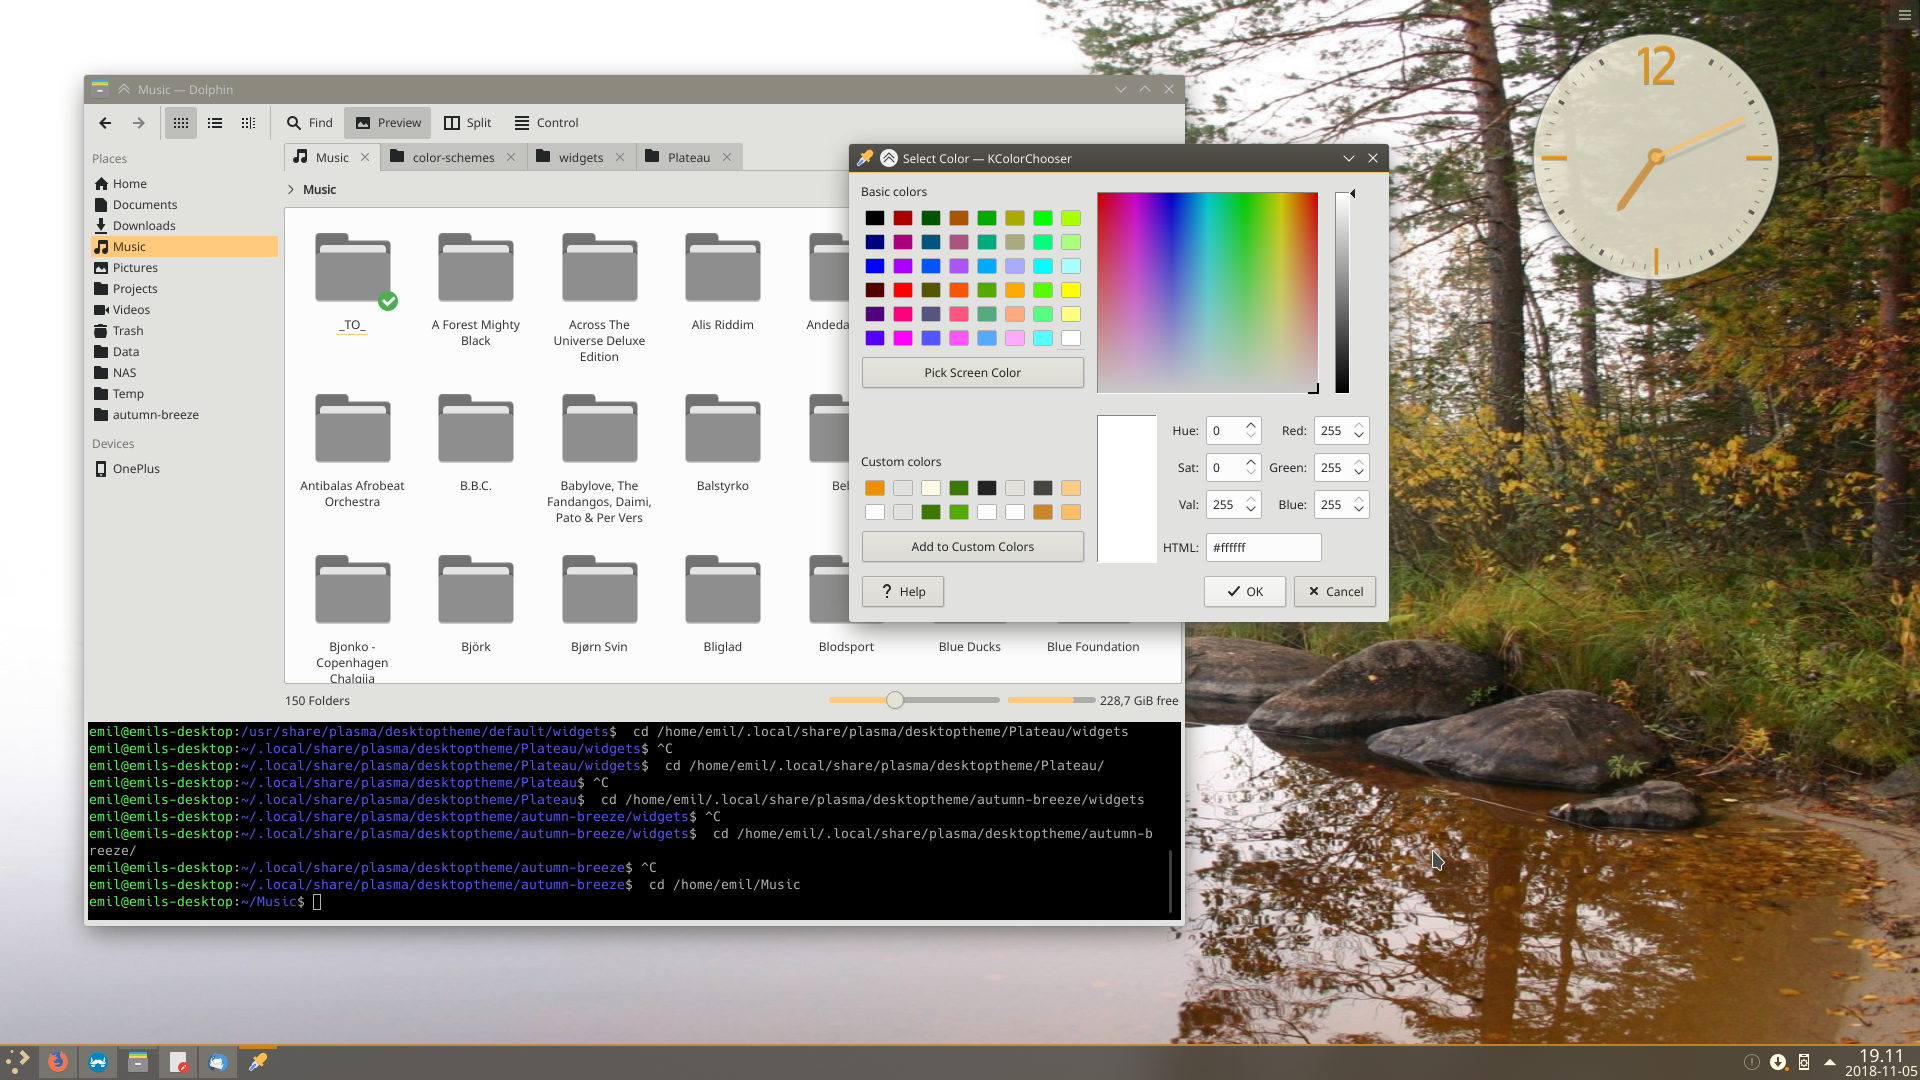 12
Music — Dolphin
Find
Preview
Split
Control
Places
Home
Documents
Downloads
Music
Pictures
Projects
Videos
Trash
Data
NAS
Temp
autumn-breeze
Devices
OnePlus
Music
color-schemes
widgets
Plateau
Music
_TO_
A Forest Mighty
Black
Across The
Universe Deluxe
Edition
Alis Riddim
Andeda
Antibalas Afrobeat
Orchestra
B.B.C.
Babylove, The
Fandangos, Daimi,
Pato & Per Vers
Balstyrko
Bel
Bjonko -
Copenhagen
Chalgija
Björk
Bjørn Svin
Bliglad
Blodsport
Blue Ducks
Blue Foundation
150 Folders
228,7 GiB free
emil@emils-desktop:/usr/share/plasma/desktoptheme/default/widgets$  cd /home/emil/.local/share/plasma/desktoptheme/Plateau/widgets
emil@emils-desktop:~/.local/share/plasma/desktoptheme/Plateau/widgets$ ^C
emil@emils-desktop:~/.local/share/plasma/desktoptheme/Plateau/widgets$  cd /home/emil/.local/share/plasma/desktoptheme/Plateau/
emil@emils-desktop:~/.local/share/plasma/desktoptheme/Plateau$ ^C
emil@emils-desktop:~/.local/share/plasma/desktoptheme/Plateau$  cd /home/emil/.local/share/plasma/desktoptheme/autumn-breeze/widgets
emil@emils-desktop:~/.local/share/plasma/desktoptheme/autumn-breeze/widgets$ ^C
emil@emils-desktop:~/.local/share/plasma/desktoptheme/autumn-breeze/widgets$  cd /home/emil/.local/share/plasma/desktoptheme/autumn-b
reeze/
emil@emils-desktop:~/.local/share/plasma/desktoptheme/autumn-breeze$ ^C
emil@emils-desktop:~/.local/share/plasma/desktoptheme/autumn-breeze$  cd /home/emil/Music
emil@emils-desktop:~/Music$
Select Color — KColorChooser
Basic colors
Pick Screen Color
Custom colors
Add to Custom Colors
Hue: 0
Red: 255
Sat: 0
Green: 255
Val: 255
Blue: 255
HTML: #ffffff
? Help
OK
Cancel
19.11
2018-11-05